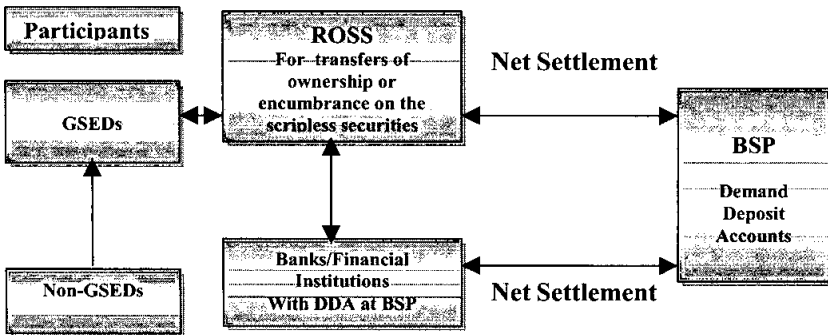 Participants
ROSS
For transfers of
ownership or
encumbrance on the
scripless securities
Net Settlement
GSEDs
BSP
Demand
Deposit
Accounts
Banks/Financial
Institutions
With DDA at BSP
Non-GSEDs
Net Settlement